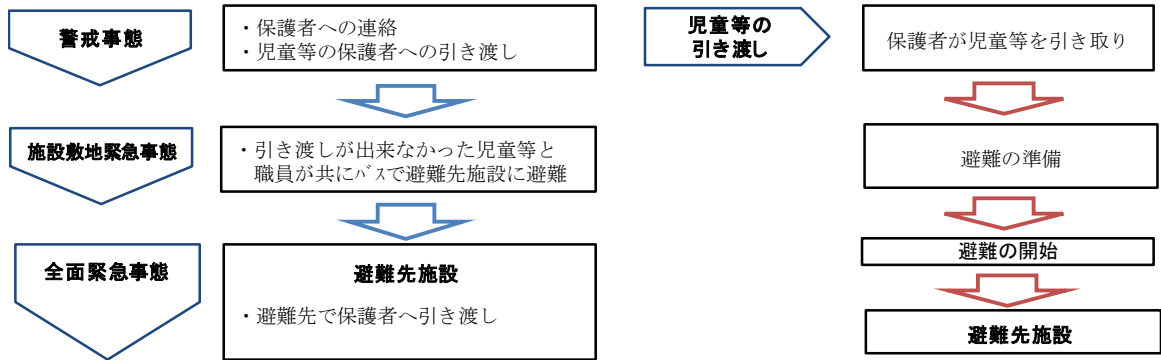 警戒事態
・保護者への連絡
・児童等の保護者への引き渡し
施設敷地緊急事態
・引き渡しが出来なかった児童等と
職員が共にバスで避難先施設に避難
全面緊急事態
避難先施設
・避難先で保護者へ引き渡し
児童等の
引き渡し
保護者が児童等を引き取り
避難の準備
避難の開始
避難先施設